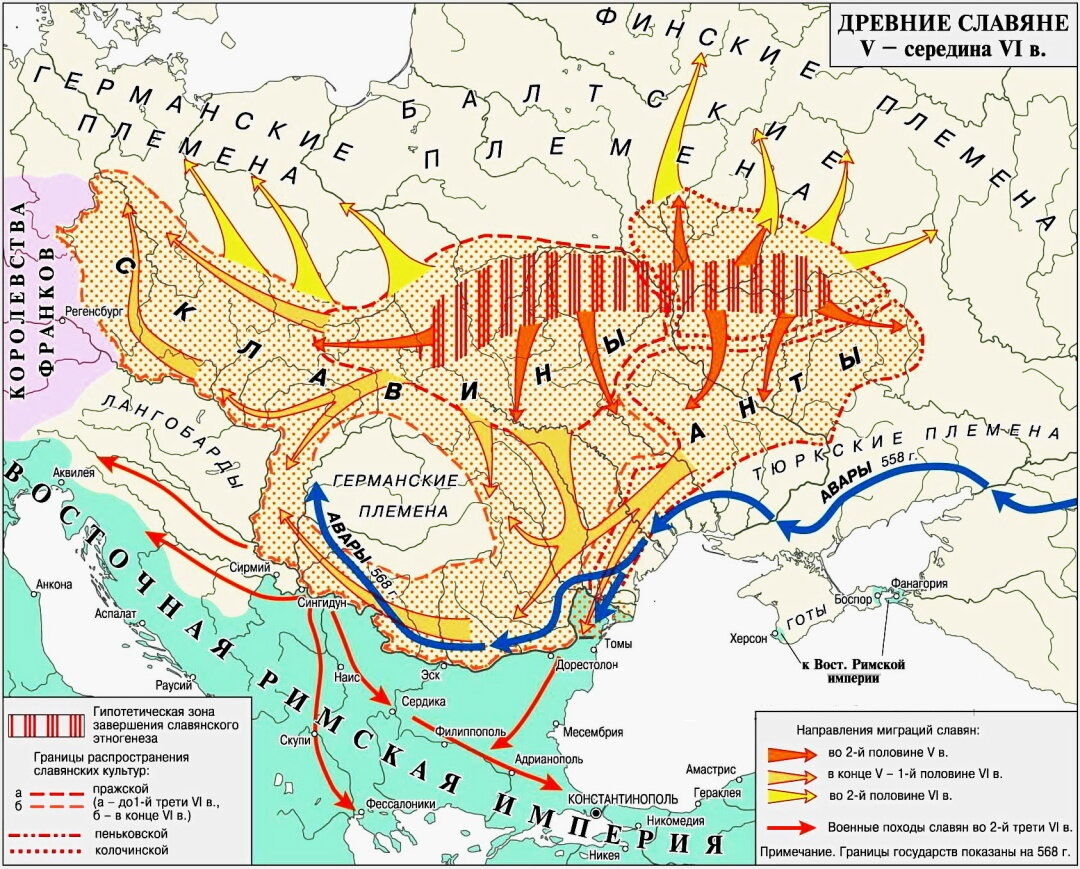 ДРЕВНИЕ СЛАВЯНЕ
V – середина VI в.
ФИНСКИЕ ПЛЕМЕНА
ГЕРМАНСКИЕ
ПЛЕМЕНА
БАЛТСКИЕ
ПЛЕМЕНА
КОРОЛЕВСТВА
ФРАНКОВ
Регенсбург
СКЛАВИНЫ
АНТЫ
ЛАНГОБАРДЫ
ГЕРМАНСКИЕ
ПЛЕМЕНА
ТЮРКСКИЕ ПЛЕМЕНА
АВАРЫ 558 г.
АВАРЫ 568 г.
ВОСТОЧНАЯ РИМСКАЯ ИМПЕРИЯ
Аквилея
Анкона
Аспалат
Раусий
Сирмий
Сингидун
Наис
Эск
Сердика
Скупи
Филиппополь
Адрианополь
Фессалоники
Томы
Дорестолон
Месембрия
КОНСТАНТИНОПОЛЬ
Никомедия
Никея
Амастрис
Гераклея
Херсон
ГОТЫ
Боспор
Фанагория
к Вост. Римской
империи
Гипотетическая зона
завершения славянского
этногенеза
Границы распространения
славянских культур:
а
б
пражской
(а – до1-й трети VI в.,
б – в конце VI в.)
пеньковской
колочинской
Направления миграций славян:
во 2-й половине V в.
в конце V – 1-й половине VI в.
во 2-й половине VI в.
Военные походы славян во 2-й трети VI в.
Примечание. Границы государств показаны на 568 г.